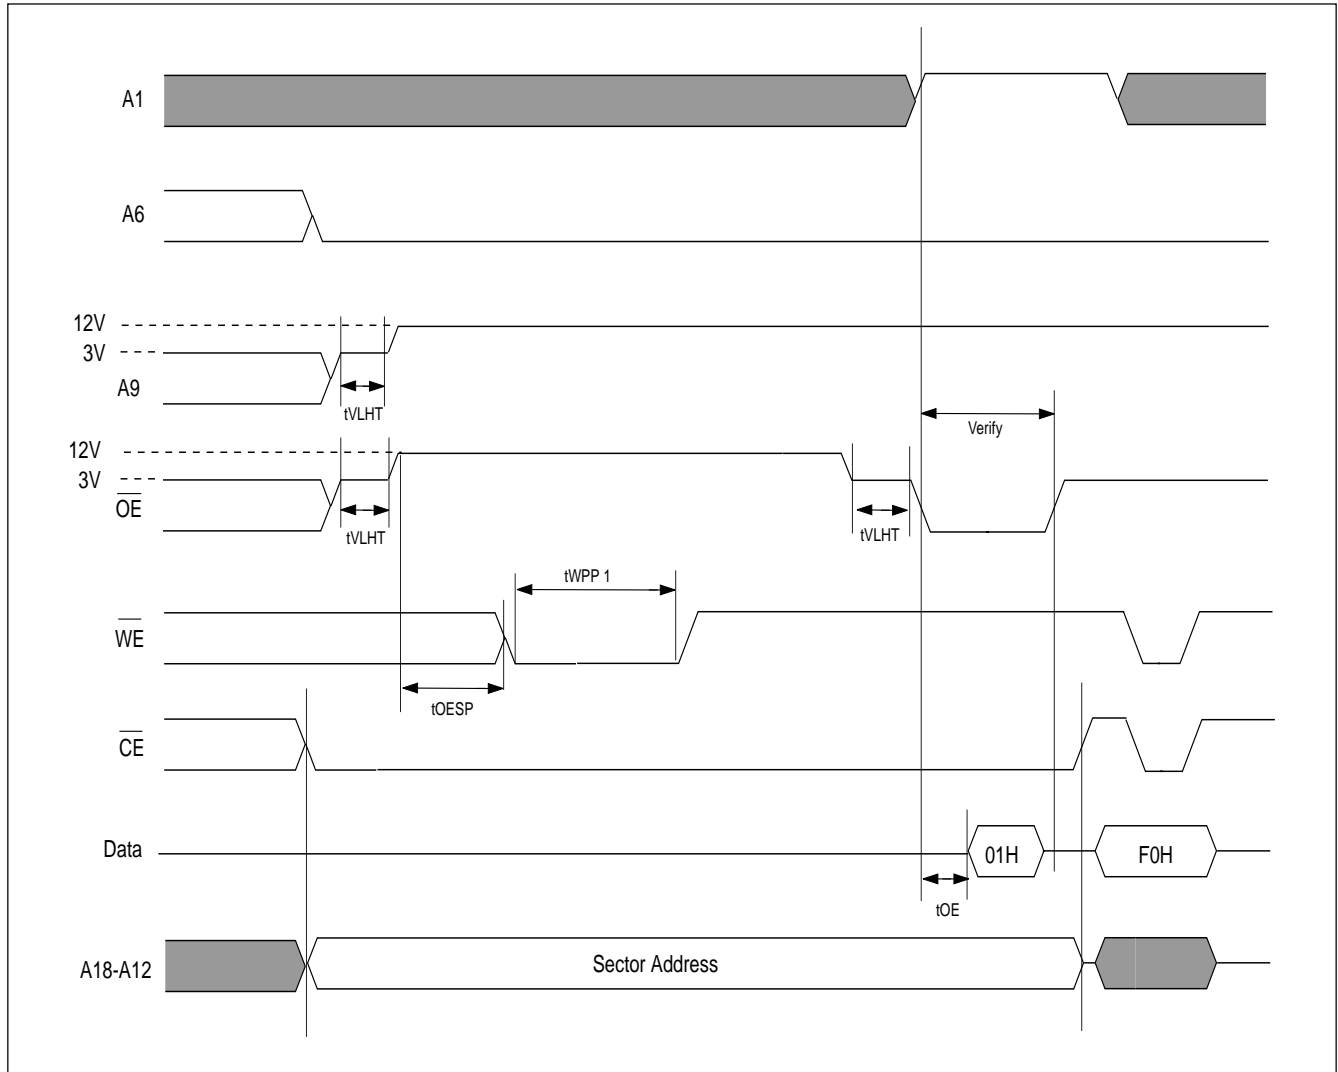 A1
A6
12V
3V
A9
tVLHT
Verify
12V
3V
OE
tVLHT
tVLHT
tWPP 1
WE
tOESP
CE
Data
01H
F0H
tOE
A18-A12
Sector Address